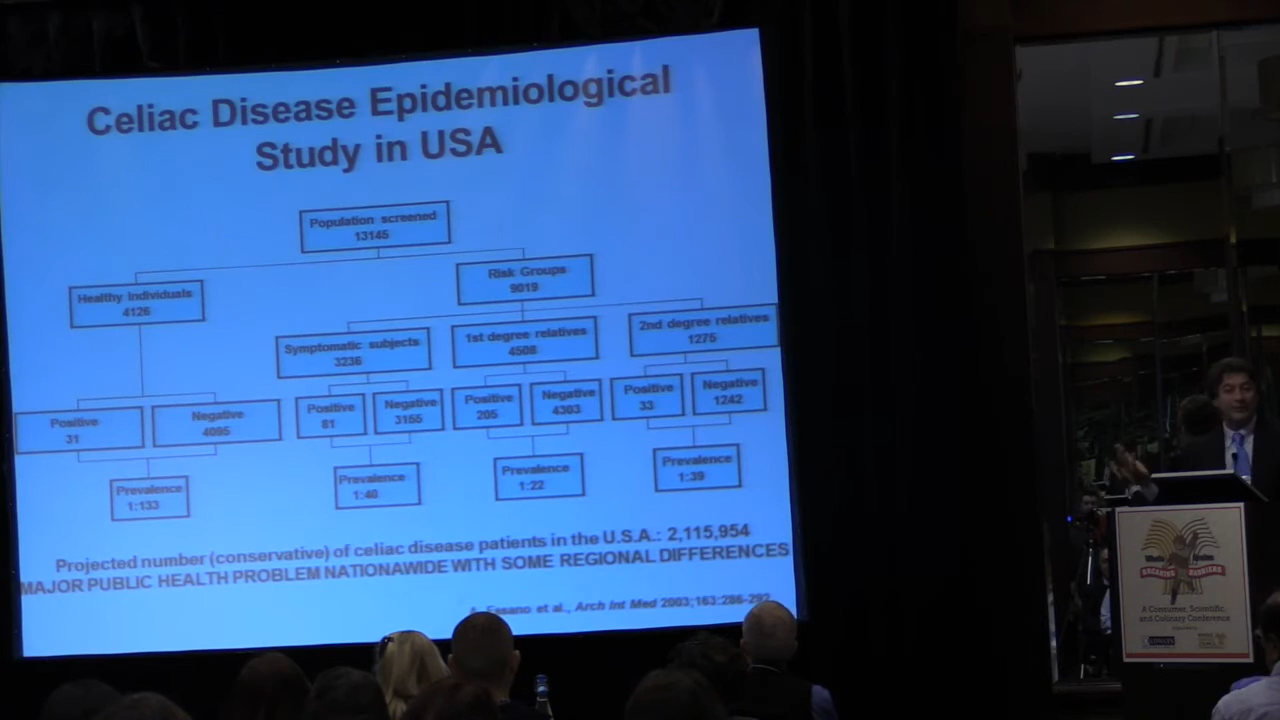 Celiac Disease Epidemiological
Study in USA
Population screened
13145
Healthy Individuals
4126
Risk Groups
9019
Symptomatic subjects
3236
1st degree relatives
4508
2nd degree relatives
1275
Positive
31
Negative
4095
Positive
81
Negative
3155
Positive
205
Negative
4303
Positive
33
Negative
1242
Prevalence
1:133
Prevalence
1:40
Prevalence
1:22
Prevalence
1:39
Projected number (conservative) of celiac disease patients in the U.S.A.: 2,115,954
MAJOR PUBLIC HEALTH PROBLEM NATIONAWIDE WITH SOME REGIONAL DIFFERENCES
et al., Arch Int Med 2003;163:286-292
BREAKING BARRIERS
A Consumer, Scientific,
and Culinary Conference